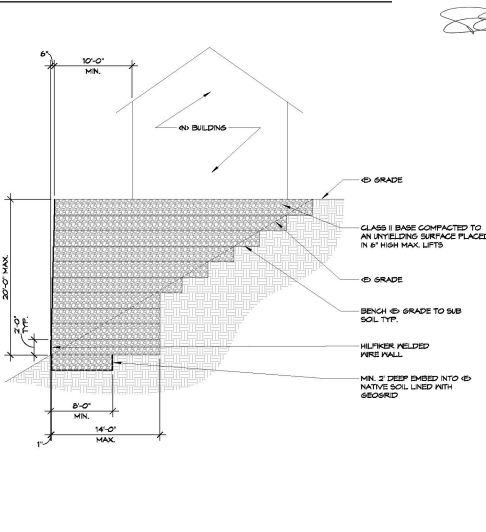 6"
10'-0"
MIN.
(N) BUILDING
(E) GRADE
CLASS II BASE COMPACTED TO
AN UNYIELDING SURFACE PLACED
IN 6" HIGH MAX. LIFTS
(E) GRADE
20'-0" MAX.
2'-0"
TYP.
BENCH (E) GRADE TO SUB
SOIL TYP.
HILFIKER WELDED
WIRE WALL
MIN. 2' DEEP EMBED INTO (E)
NATIVE SOIL LINED WITH
GEOGRID
8'-0"
MIN.
14'-0"
MAX.
1"